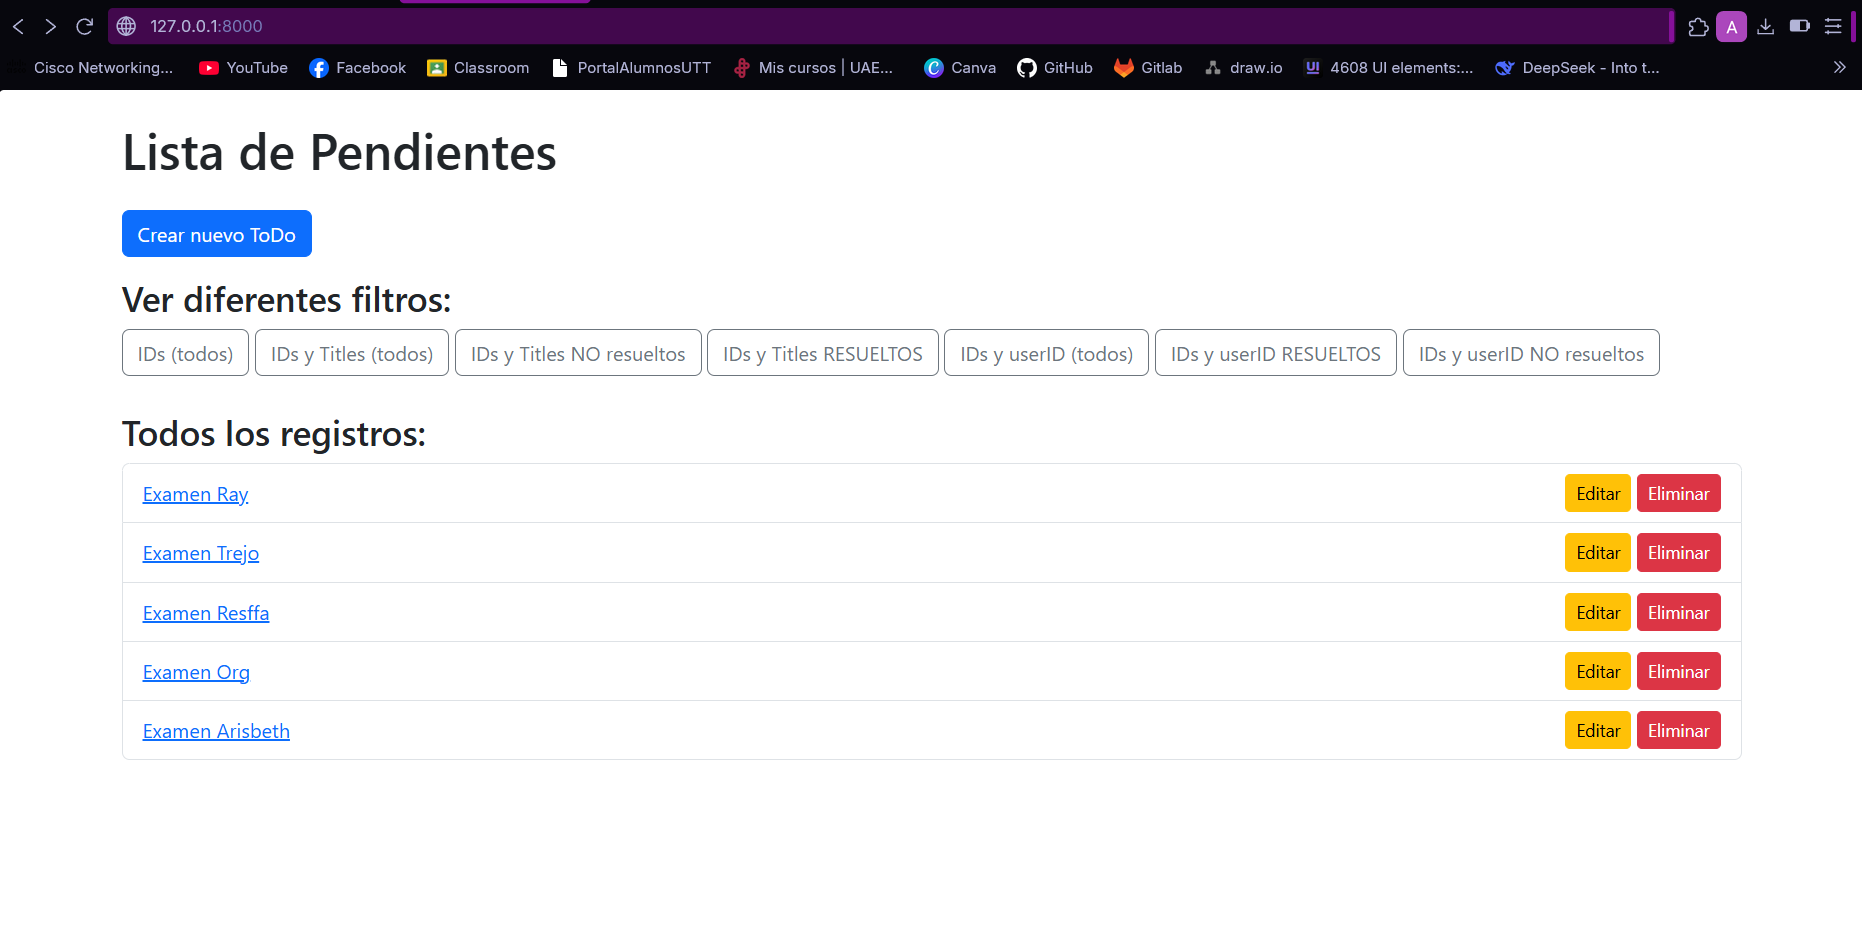 127.0.0.1:8000
A
Cisco Networking... YouTube Facebook Classroom PortalAlumnosUTT Mis cursos | UAE... Canva GitHub Gitlab draw.io UI 4608 UI elements:... DeepSeek - Into t...
Lista de Pendientes
Crear nuevo ToDo
Ver diferentes filtros:
IDs (todos) IDs y Titles (todos) IDs y Titles NO resueltos IDs y Titles RESUELTOS IDs y userID (todos) IDs y userID RESUELTOS IDs y userID NO resueltos
Todos los registros:
Examen Ray Editar Eliminar
Examen Trejo Editar Eliminar
Examen Resffa Editar Eliminar
Examen Org Editar Eliminar
Examen Arisbeth Editar Eliminar